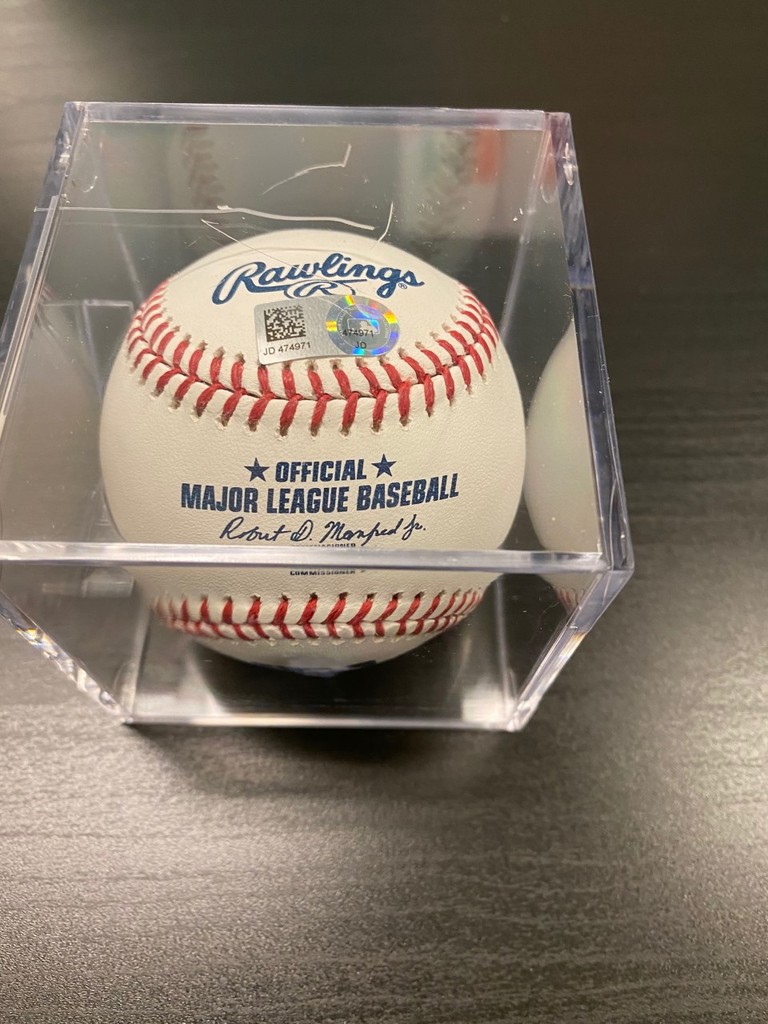 Rawlings®
R
JD 474971
474971
JD
★ OFFICIAL ★
MAJOR LEAGUE BASEBALL
Robert D. Manfred Jr.
COMMISSIONER